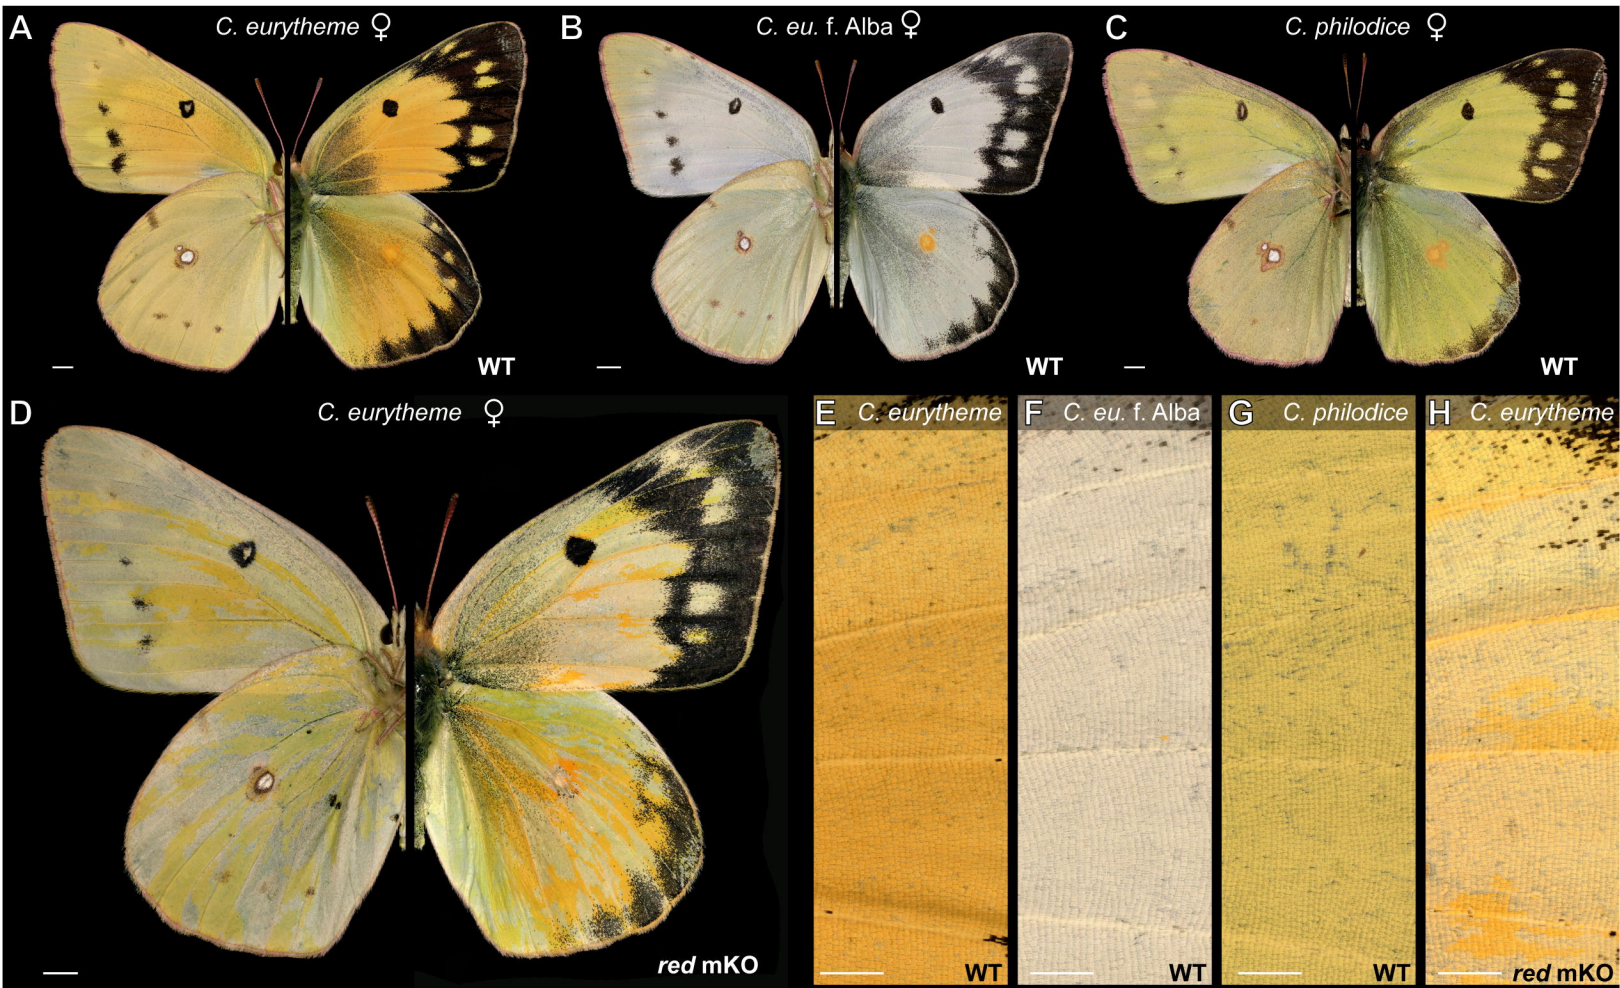 A C. eurytheme ♀
B C. eu. f. Alba ♀
C C. philodice ♀
WT
WT
WT
D C. eurytheme ♀
E C. eurytheme
F C. eu. f. Alba
G C. philodice
H C. eurytheme
red mKO
WT
WT
WT
red mKO